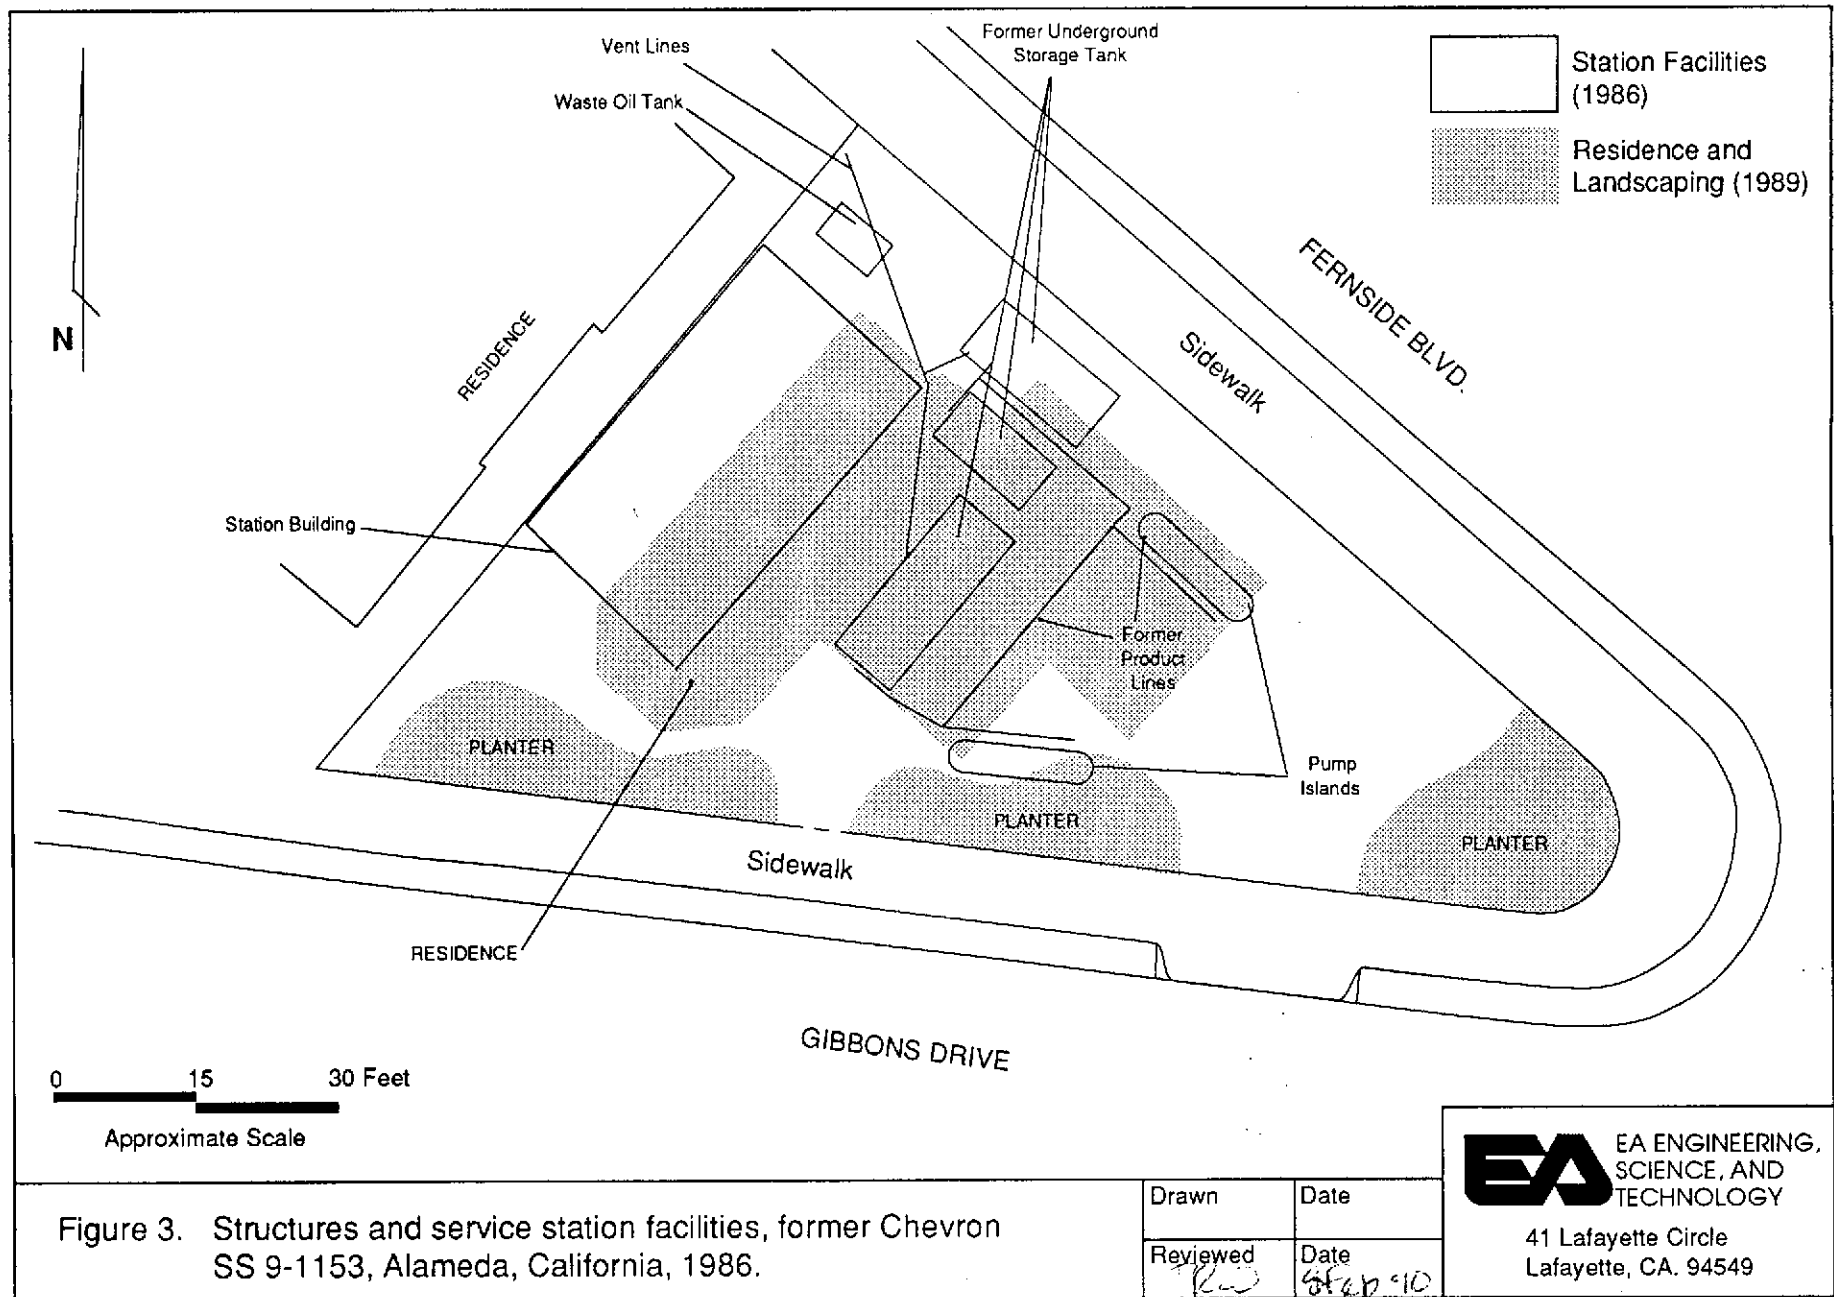 Vent Lines
Former Underground
Storage Tank
Waste Oil Tank
Station Facilities
(1986)
Residence and
Landscaping (1989)
N
RESIDENCE
FERNSIDE BLVD.
Sidewalk
Station Building
Former
Product
Lines
PLANTER
Pump
Islands
PLANTER
PLANTER
Sidewalk
RESIDENCE
GIBBONS DRIVE
0 15 30 Feet
Approximate Scale
Figure 3. Structures and service station facilities, former Chevron
SS 9-1153, Alameda, California, 1986.
Drawn
Date
Reviewed
Date
EA
EA ENGINEERING,
SCIENCE, AND
TECHNOLOGY
41 Lafayette Circle
Lafayette, CA. 94549